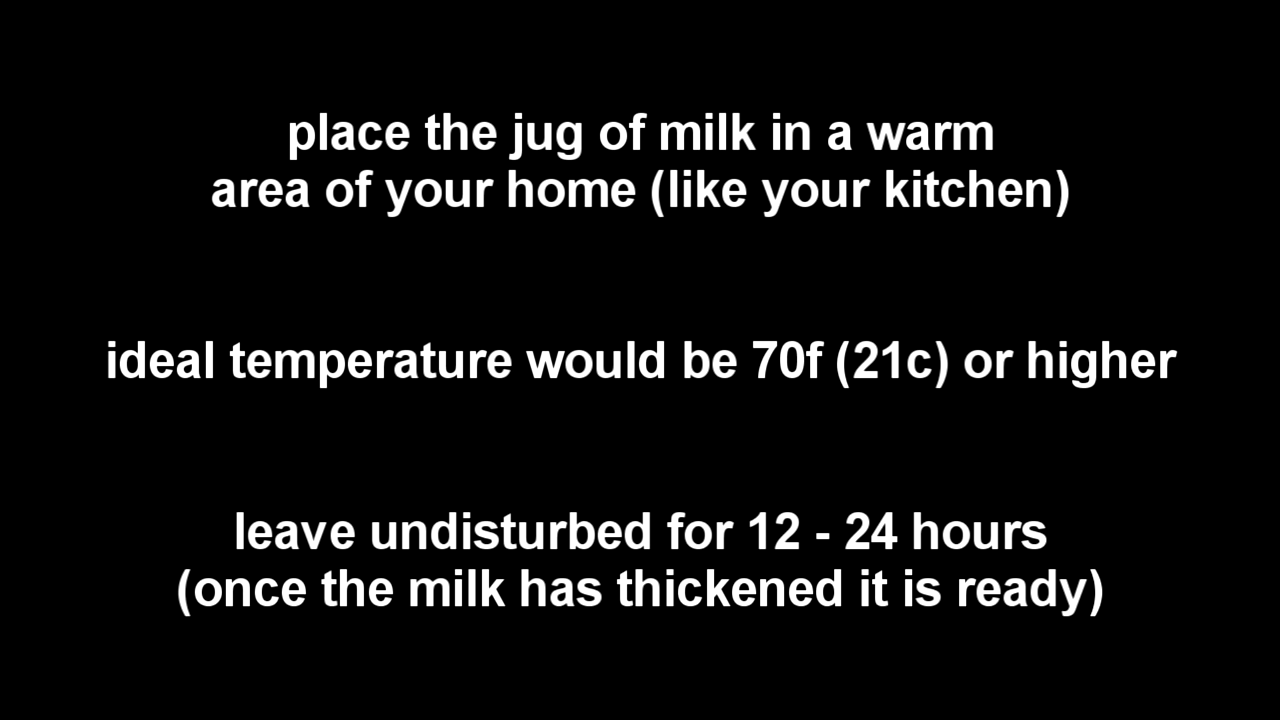 place the jug of milk in a warm
area of your home (like your kitchen)
ideal temperature would be 70f (21c) or higher
leave undisturbed for 12 - 24 hours
(once the milk has thickened it is ready)